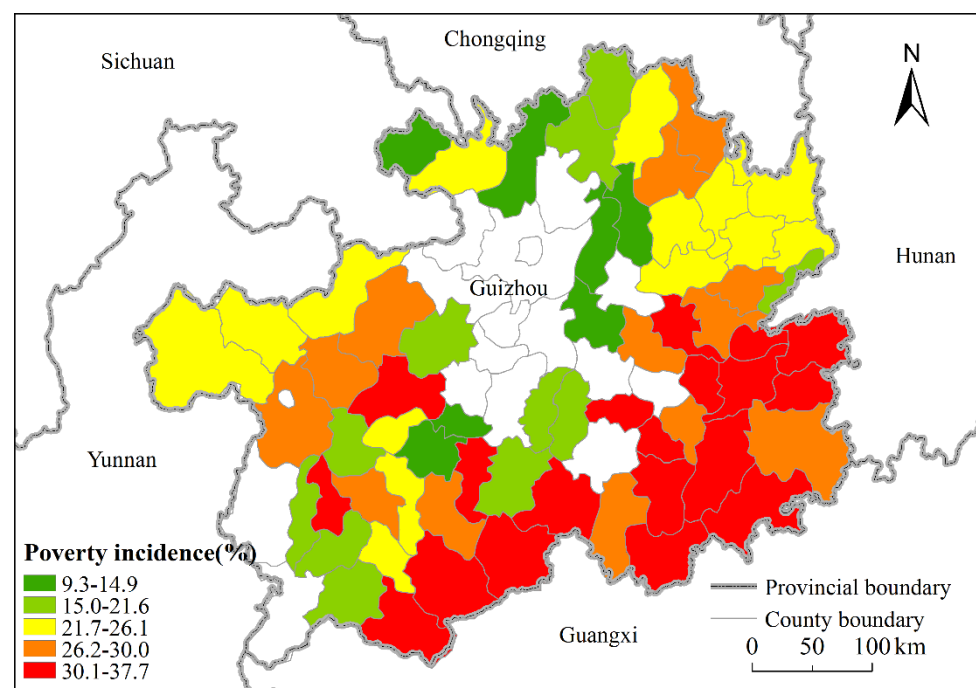 Chongqing
Sichuan
N
Hunan
Guizhou
Yunnan
Guangxi
Poverty incidence(%)
9.3-14.9
15.0-21.6
21.7-26.1
26.2-30.0
30.1-37.7
Provincial boundary
County boundary
0 50 100 km